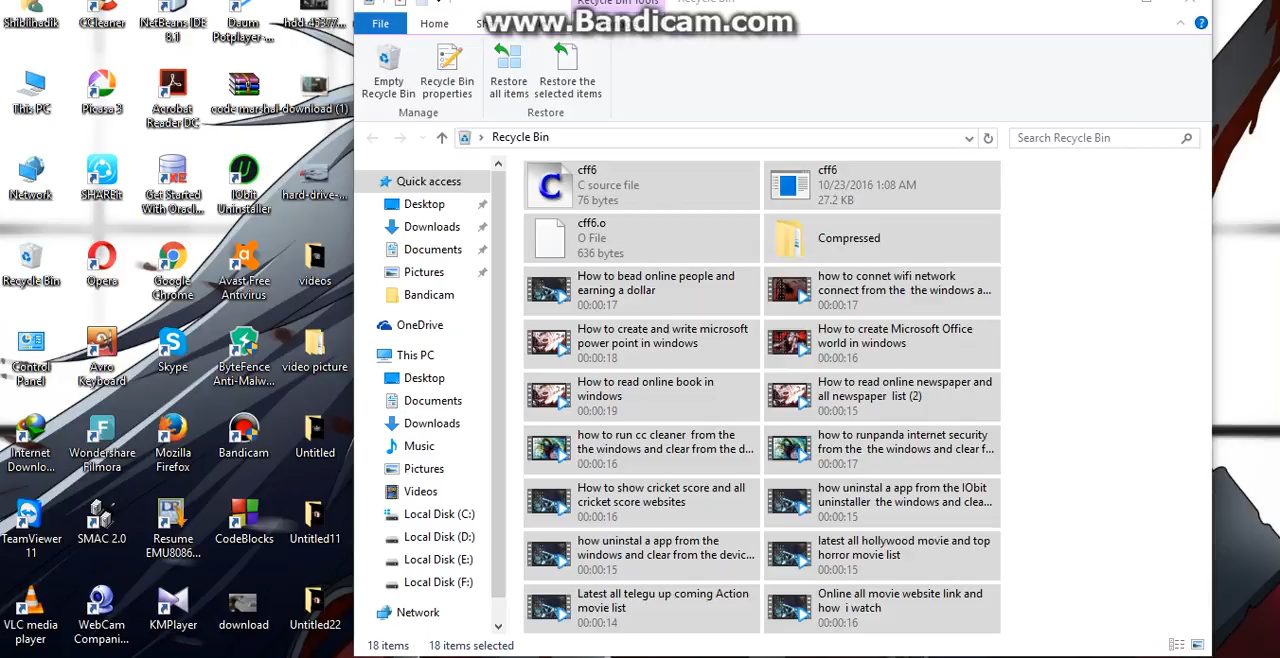 www.Bandicam.com
Recycle Bin Tools
Recycle Bin
File
Home
Empty
Recycle Bin
Recycle Bin
properties
Restore
all items
Restore the
selected items
Manage
Restore
Recycle Bin
Search Recycle Bin
Quick access
Desktop
Downloads
Documents
Pictures
Bandicam
OneDrive
This PC
Desktop
Documents
Downloads
Music
Pictures
Videos
Local Disk (C:)
Local Disk (D:)
Local Disk (E:)
Local Disk (F:)
Network
cff6
C source file
76 bytes
cff6
10/23/2016 1:08 AM
27.2 KB
cff6.o
O File
636 bytes
Compressed
How to bead online people and
earning a dollar
00:00:17
how to connet wifi network
connect from the the windows a...
00:00:17
How to create and write microsoft
power point in windows
00:00:18
How to create Microsoft Office
world in windows
00:00:16
How to read online book in
windows
00:00:19
How to read online newspaper and
all newspaper list (2)
00:00:15
how to run cc cleaner from the
the windows and clear from the d...
00:00:16
how to runpanda internet security
from the the windows and clear f...
00:00:17
How to show cricket score and all
cricket score websites
00:00:16
how uninstal a app from the IObit
uninstaller the windows and clea...
00:00:15
how uninstal a app from the
windows and clear from the devic...
00:00:15
latest all hollywood movie and top
horror movie list
00:00:15
Latest all telegu up coming Action
movie list
00:00:14
Online all movie website link and
how i watch
00:00:16
18 items
18 items selected
Shiblihadik
CCleaner
NetBeans IDE
8.1
Daum
Potplayer-...
hdd-45377...
This PC
Picasa 3
Acrobat
Reader DC
code marshal
download (1)
Network
SHAREit
Get Started
With Oracl...
IObit
Uninstaller
hard-drive-...
Recycle Bin
Opera
Google
Chrome
Avast Free
Antivirus
videos
Control
Panel
Avro
Keyboard
Skype
ByteFence
Anti-Malw...
video picture
Internet
Downlo...
Wondershare
Filmora
Mozilla
Firefox
Bandicam
Untitled
TeamViewer
11
SMAC 2.0
Resume
EMU8086...
CodeBlocks
Untitled11
VLC media
player
WebCam
Compani...
KMPlayer
download
Untitled22